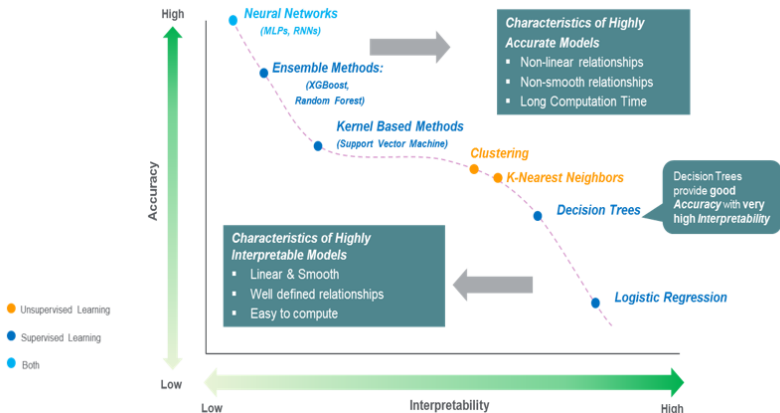 High
Neural Networks
(MLPs, RNNs)
Ensemble Methods:
(XGBoost,
Random Forest)
Kernel Based Methods
(Support Vector Machine)
Characteristics of Highly
Accurate Models
▪ Non-linear relationships
▪ Non-smooth relationships
▪ Long Computation Time
Clustering
K-Nearest Neighbors
Decision Trees
Decision Trees
provide good
Accuracy with very
high Interpretability
Accuracy
Characteristics of Highly
Interpretable Models
▪ Linear & Smooth
▪ Well defined relationships
▪ Easy to compute
Logistic Regression
Unsupervised Learning
Supervised Learning
Both
Low
Low
Interpretability
High